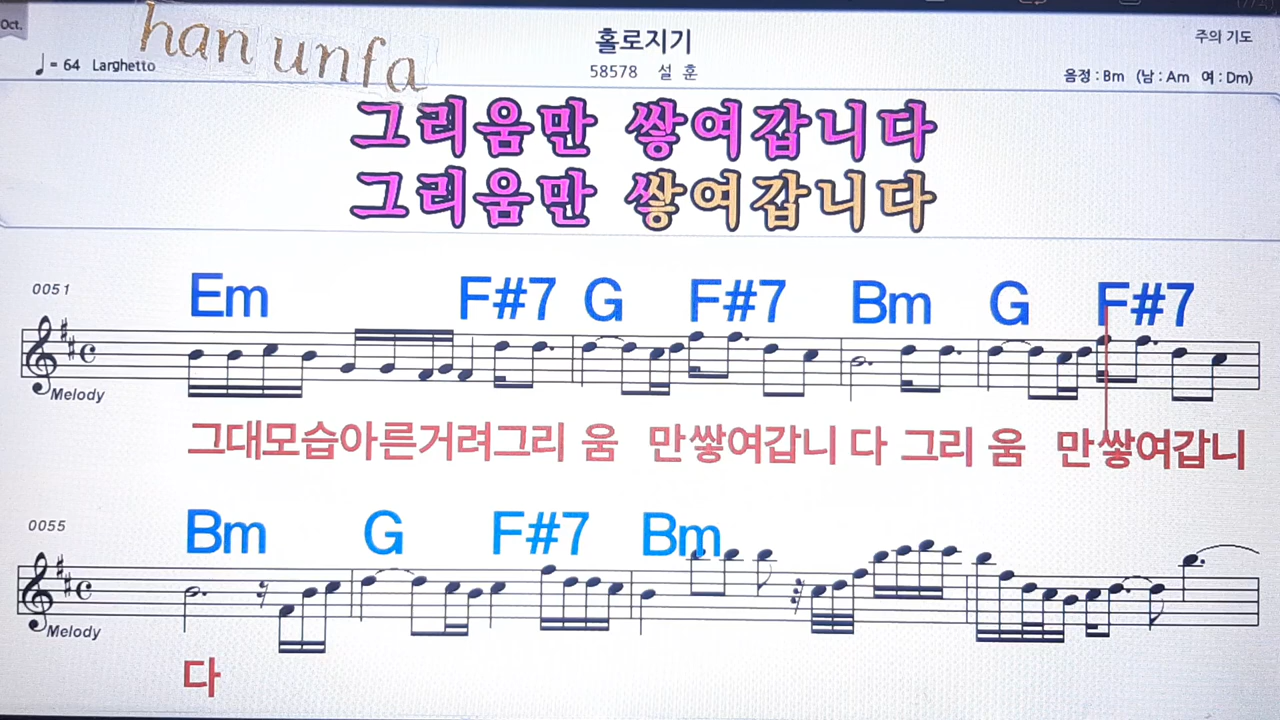 Oct.
han unfa
홀로지기
주의 기도
♩= 64 Larghetto
58578 설 훈
음정 : Bm (남 : Am 여 : Dm)
그리움만 쌓여갑니다
그리움만 쌓여갑니다
0051
Em F#7 G F#7 Bm G F#7
Melody
그대모습아른거려그리 움 만쌓여갑니 다 그리 움 만쌓여갑니
0055
Bm G F#7 Bm
Melody
다